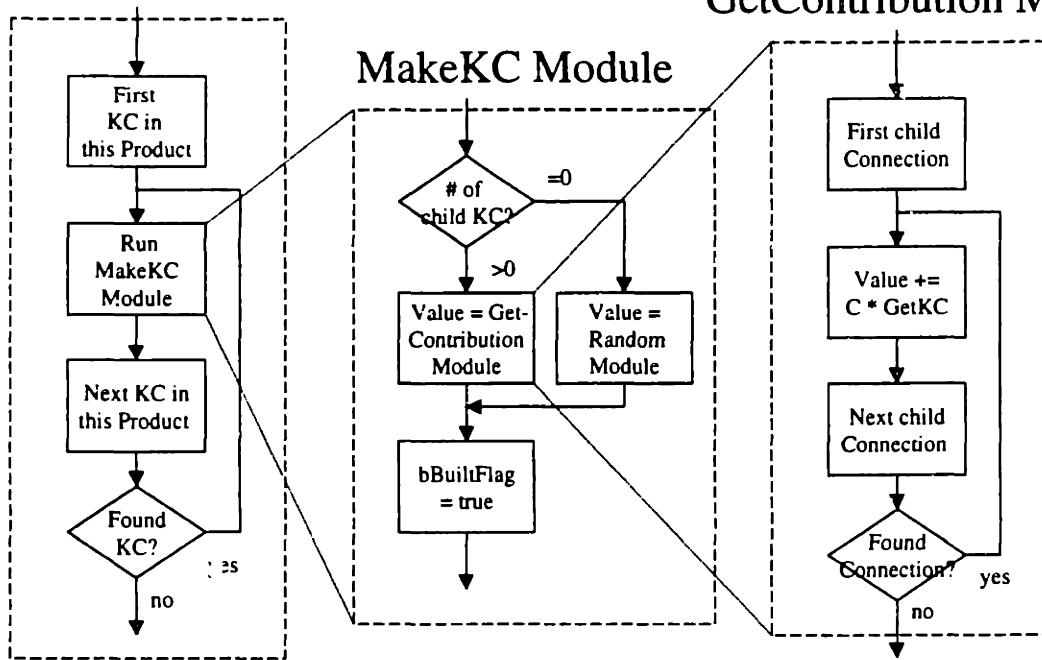 GetContribution M
MakeKC Module
First
KC in
this Product
Run
MakeKC
Module
Next KC in
this Product
Found
KC?
yes
no
# of
child KC?
=0
>0
Value = Get-
Contribution
Module
Value =
Random
Module
bBuiltFlag
= true
First child
Connection
Value +=
C * GetKC
Next child
Connection
Found
Connection?
yes
no